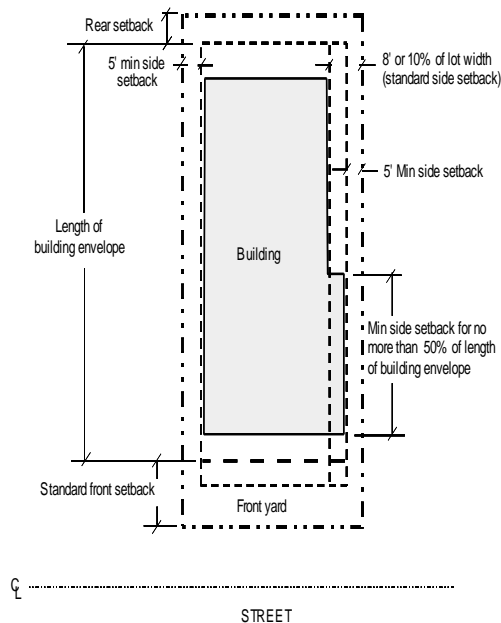 Rear setback
5' min side
setback
8' or 10% of lot width
(standard side setback)
5' Min side setback
Length of
building envelope
Building
Min side setback for no
more than 50% of length
of building envelope
Standard front setback
Front yard
℄
STREET